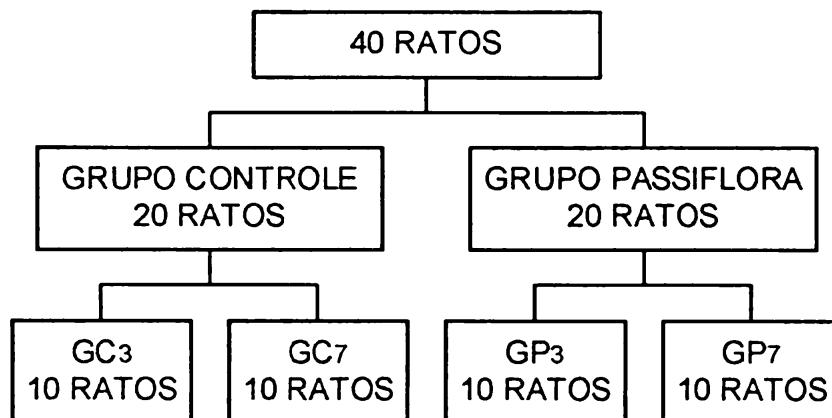 40 RATOS
GRUPO CONTROLE
20 RATOS
GRUPO PASSIFLORA
20 RATOS
GC3
10 RATOS
GC7
10 RATOS
GP3
10 RATOS
GP7
10 RATOS